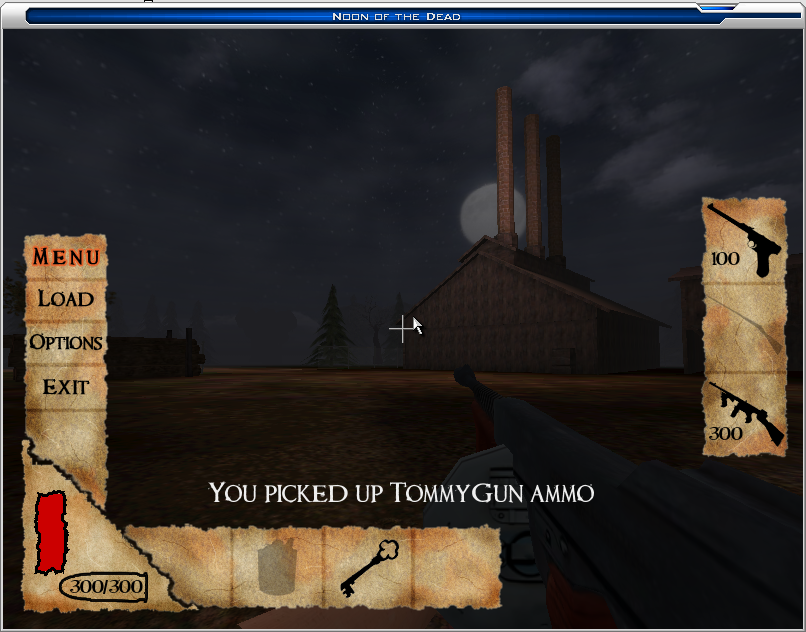 Noon of the Dead
Menu
Load
Options
Exit
100
300
You picked up TommyGun ammo
300/300